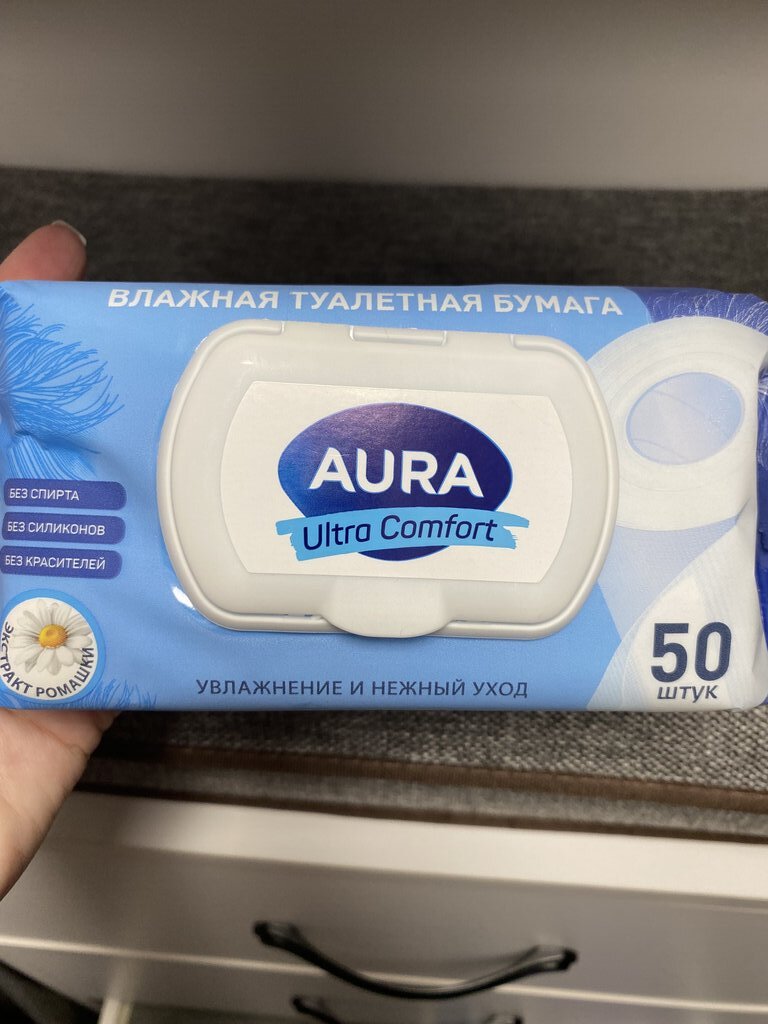 ВЛАЖНАЯ ТУАЛЕТНАЯ БУМАГА
AURA
Ultra Comfort
БЕЗ СПИРТА
БЕЗ СИЛИКОНОВ
БЕЗ КРАСИТЕЛЕЙ
ЭКСТРАКТ РОМАШКИ
УВЛАЖНЕНИЕ И НЕЖНЫЙ УХОД
50
ШТУК